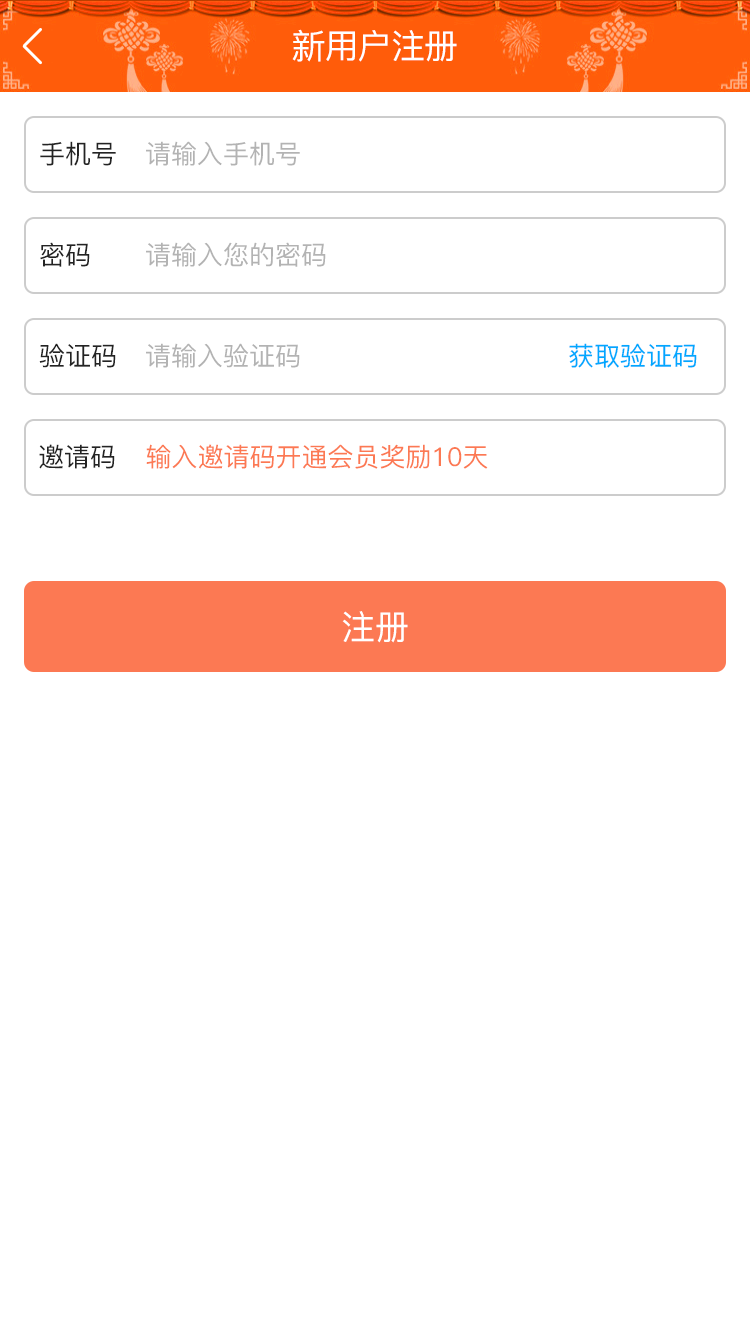 新用户注册
手机号 请输入手机号
密码 请输入您的密码
验证码 请输入验证码 获取验证码
邀请码 输入邀请码开通会员奖励10天
注册